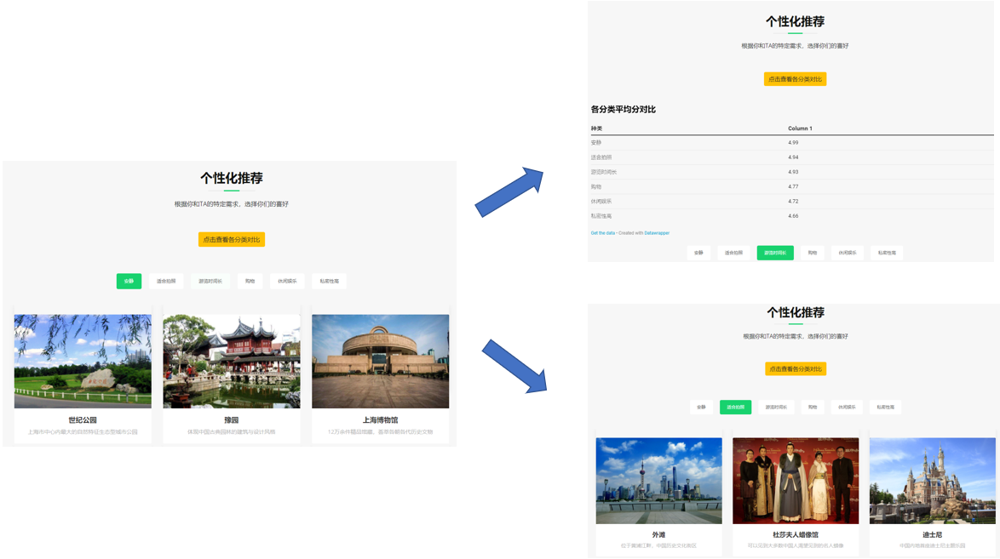 个性化推荐
根据你和TA的特定需求，选择你们的喜好
点击查看各分类对比
安静
适合拍照
游览时间长
购物
休闲娱乐
私密性高
世纪公园
豫园
上海博物馆
上海市中心内最大的自然特征生态型城市公园
体现中国古典园林的建筑与设计风格
12万余件精品馆藏，荟萃各朝各代历史文物
个性化推荐
根据你和TA的特定需求，选择你们的喜好
点击查看各分类对比
各分类平均分对比
种类 Column 1
安静 4.99
适合拍照 4.94
游览时间长 4.93
购物 4.77
休闲娱乐 4.72
私密性高 4.66
Get the data • Created with Datawrapper
安静
适合拍照
游览时间长
购物
休闲娱乐
私密性高
个性化推荐
根据你和TA的特定需求，选择你们的喜好
点击查看各分类对比
安静
适合拍照
游览时间长
购物
休闲娱乐
私密性高
外滩
杜莎夫人蜡像馆
迪士尼
位于黄浦江畔，中国历史文化街区
可以见到大多数中国人需要见到的名人蜡像
中国内地首座迪士尼主题乐园